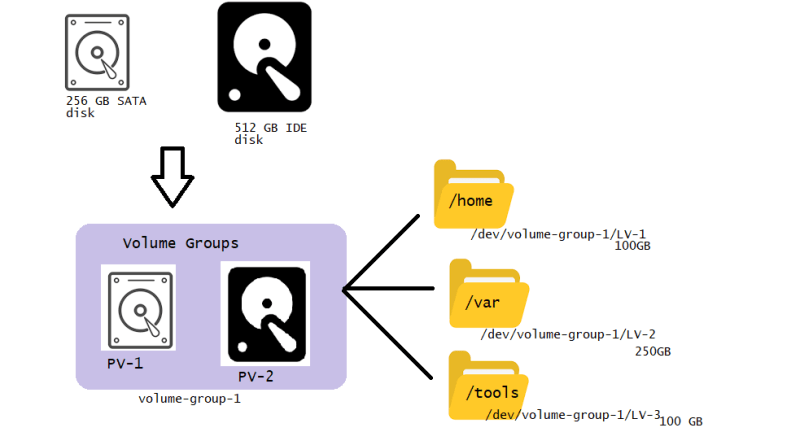 256 GB SATA
disk
512 GB IDE
disk
/home
/dev/volume-group-1/LV-1
100GB
Volume Groups
/var
/dev/volume-group-1/LV-2
250GB
PV-1
PV-2
volume-group-1
/tools
/dev/volume-group-1/LV-3
100 GB